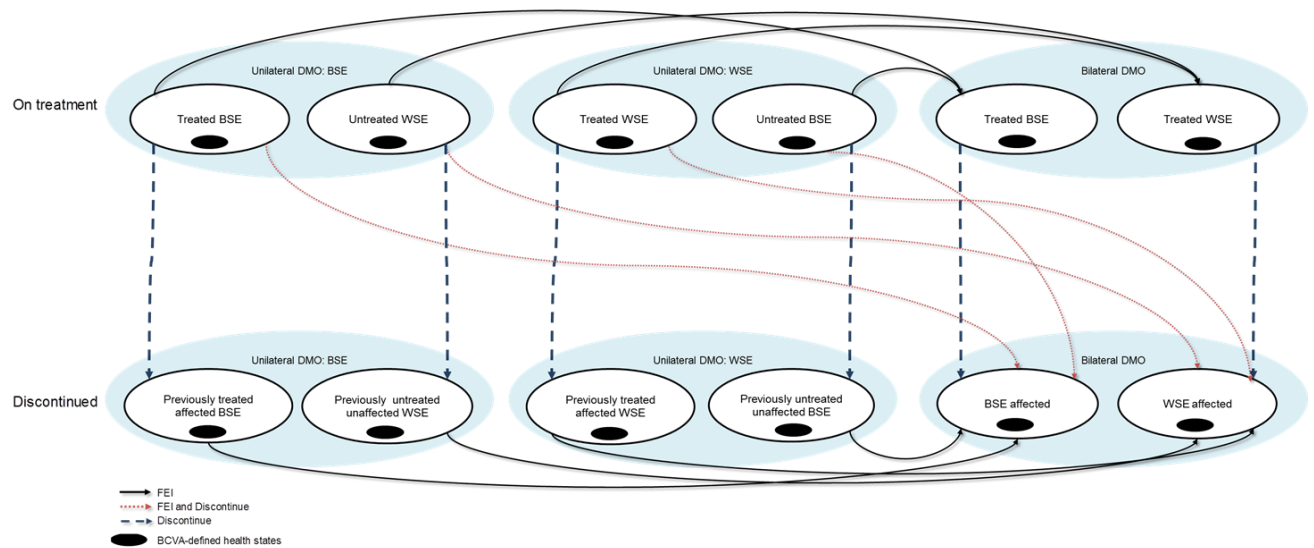 Unilateral DMO: BSE
Unilateral DMO: WSE
Bilateral DMO
On treatment
Treated BSE
Untreated WSE
Treated WSE
Untreated BSE
Treated BSE
Treated WSE
Unilateral DMO: BSE
Unilateral DMO: WSE
Bilateral DMO
Discontinued
Previously treated
affected BSE
Previously untreated
unaffected WSE
Previously treated
affected WSE
Previously untreated
unaffected BSE
BSE affected
WSE affected
FEI
FEI and Discontinue
Discontinue
BCVA-defined health states